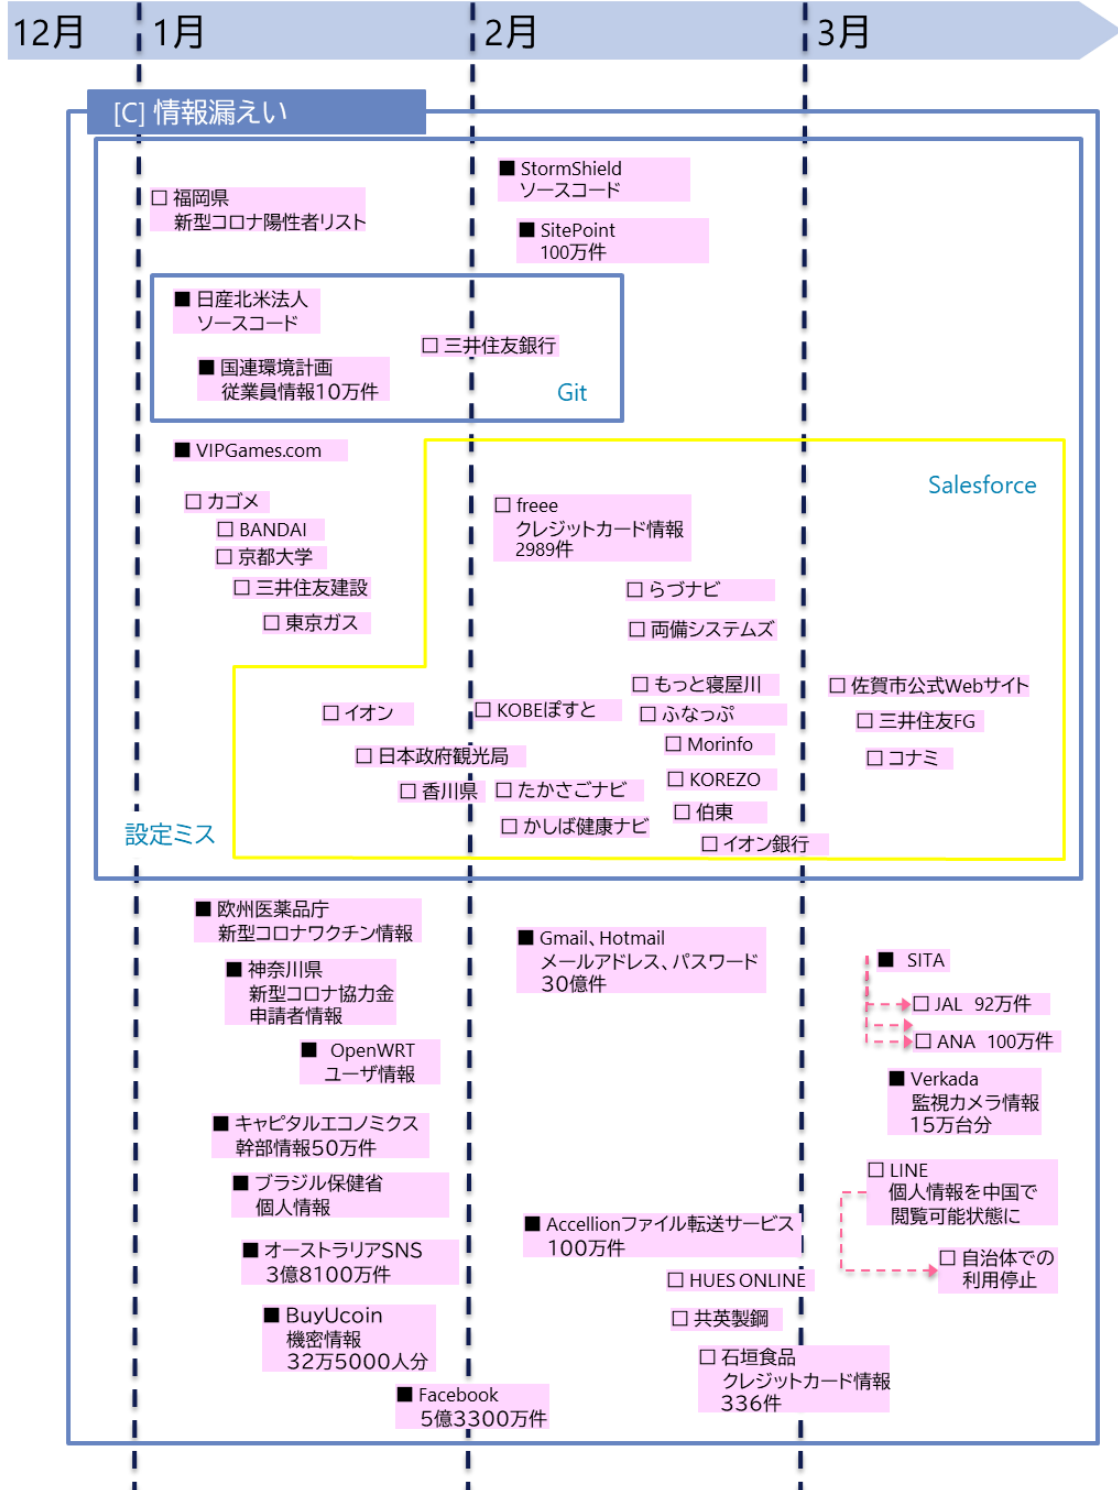 12月
1月
2月
3月
[C] 情報漏えい
■ StormShield
ソースコード
□ 福岡県
新型コロナ陽性者リスト
■ SitePoint
100万件
■ 日産北米法人
ソースコード
□ 三井住友銀行
■ 国連環境計画
従業員情報10万件
Git
■ VIPGames.com
Salesforce
□ カゴメ
□ BANDAI
□ 京都大学
□ 三井住友建設
□ 東京ガス
□ freee
クレジットカード情報
2989件
□ らづナビ
□ 両備システムズ
□ もっと寝屋川
□ 佐賀市公式Webサイト
□ イオン
□ KOBEぽすと
□ ふなっぷ
□ 三井住友FG
□ 日本政府観光局
□ Morinfo
□ コナミ
□ 香川県
□ たかさごナビ
□ KOREZO
□ かしば健康ナビ
□ 伯東
□ イオン銀行
設定ミス
■ 欧州医薬品庁
新型コロナワクチン情報
■ 神奈川県
新型コロナ協力金
申請者情報
■ OpenWRT
ユーザ情報
■ キャピタルエコノミクス
幹部情報50万件
■ ブラジル保健省
個人情報
■ オーストラリアSNS
3億8100万件
■ BuyUcoin
機密情報
32万5000人分
■ Facebook
5億3300万件
■ Gmail、Hotmail
メールアドレス、パスワード
30億件
■ Accellionファイル転送サービス
100万件
□ HUES ONLINE
□ 共英製鋼
□ 石垣食品
クレジットカード情報
336件
■ SITA
□ JAL 92万件
□ ANA 100万件
■ Verkada
監視カメラ情報
15万台分
□ LINE
個人情報を中国で
閲覧可能状態に
□ 自治体での
利用停止